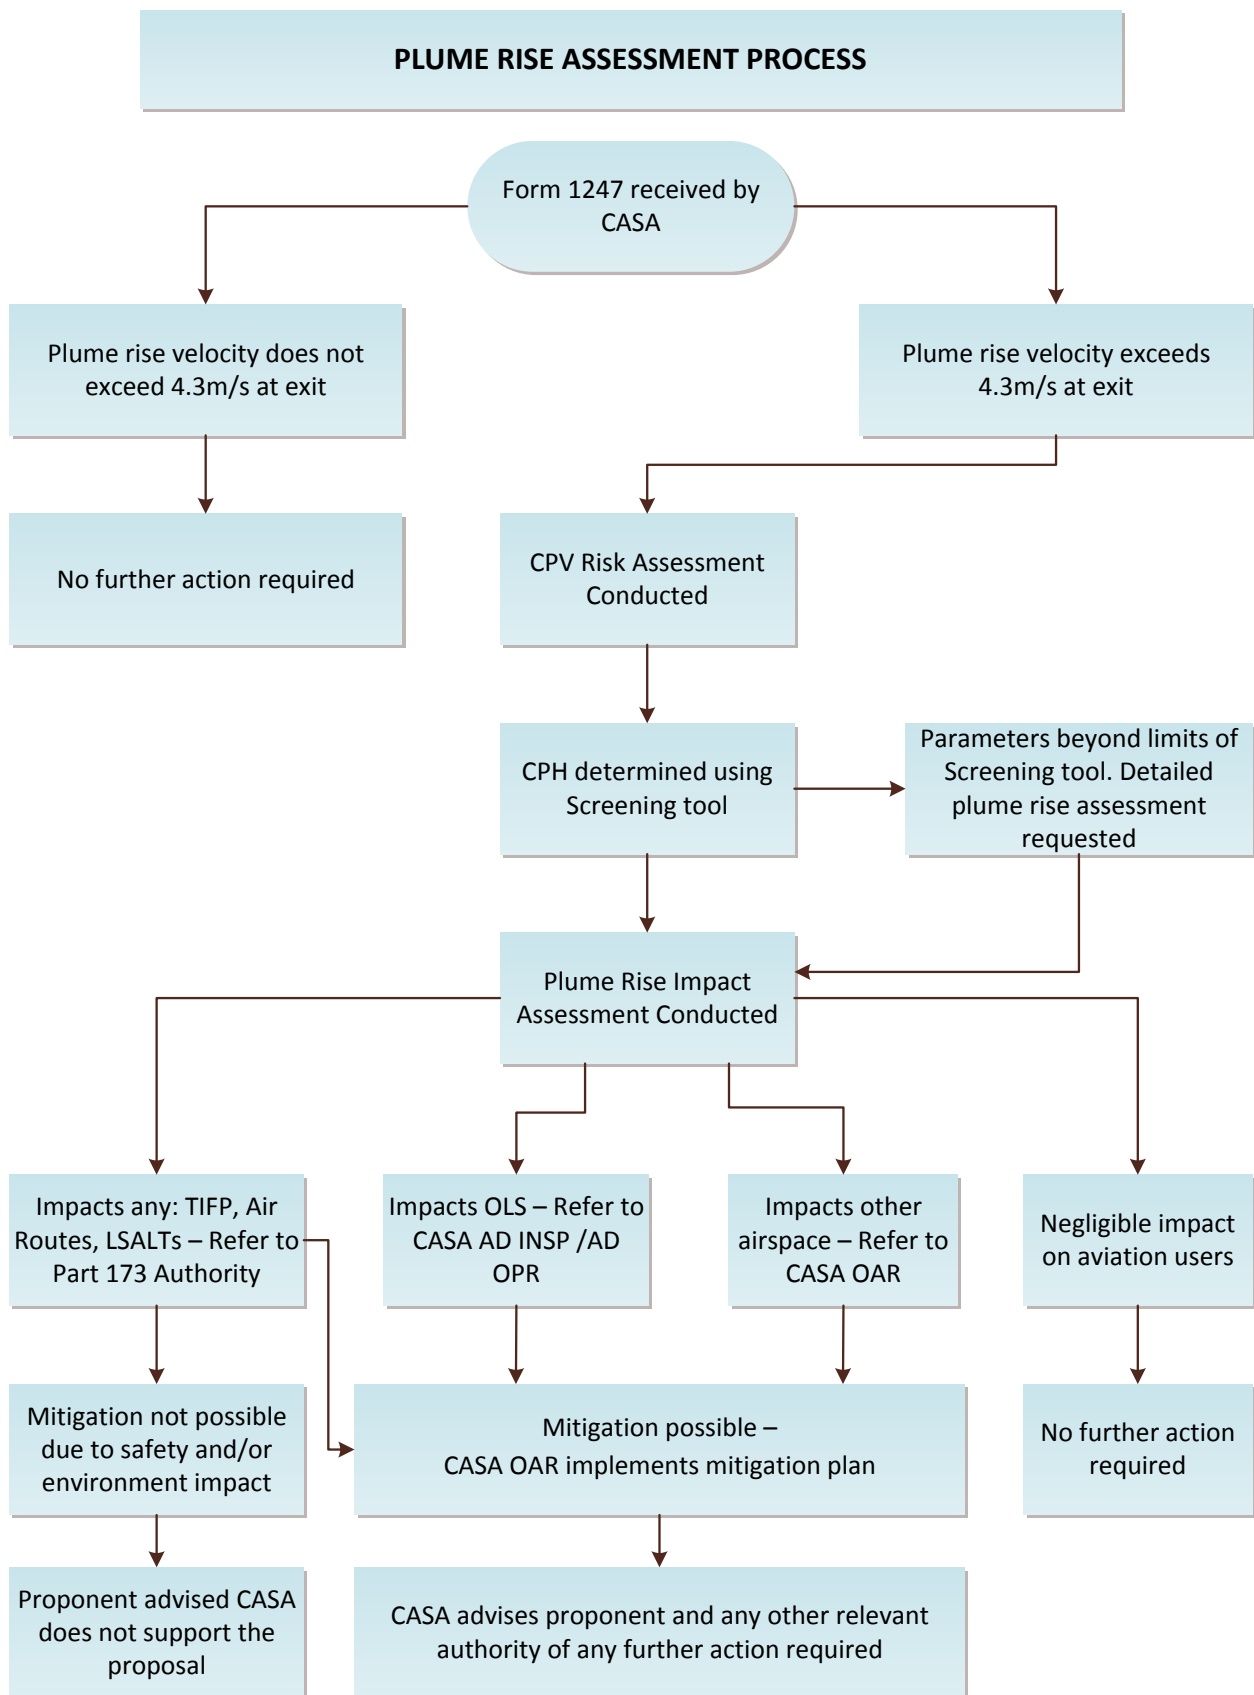 PLUME RISE ASSESSMENT PROCESS
Form 1247 received by
CASA
Plume rise velocity does not
exceed 4.3m/s at exit
Plume rise velocity exceeds
4.3m/s at exit
No further action required
CPV Risk Assessment
Conducted
CPH determined using
Screening tool
Parameters beyond limits of
Screening tool. Detailed
plume rise assessment
requested
Plume Rise Impact
Assessment Conducted
Impacts any: TIFP, Air
Routes, LSALTs – Refer to
Part 173 Authority
Impacts OLS – Refer to
CASA AD INSP /AD
OPR
Impacts other
airspace – Refer to
CASA OAR
Negligible impact
on aviation users
Mitigation not possible
due to safety and/or
environment impact
Mitigation possible –
CASA OAR implements mitigation plan
No further action
required
Proponent advised CASA
does not support the
proposal
CASA advises proponent and any other relevant
authority of any further action required